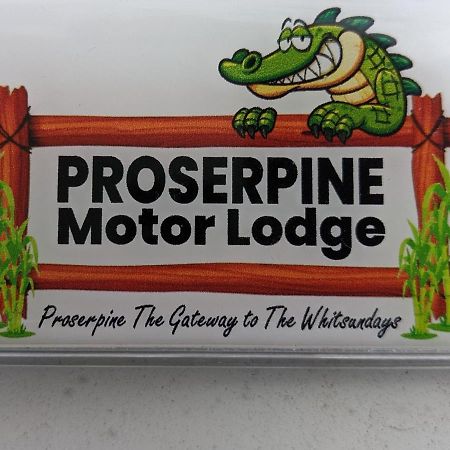 PROSERPINE
Motor Lodge
Proserpine The Gateway to The Whitsundays